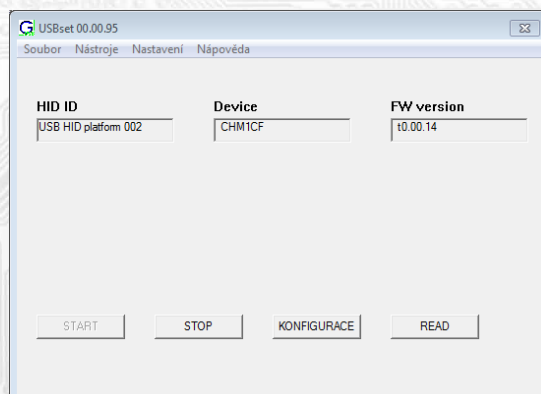 USBset 00.00.95
Soubor Nástroje Nastavení Nápověda
HID ID Device FW version
USB HID platform 002 CHM1CF t0.00.14
START STOP KONFIGURACE READ